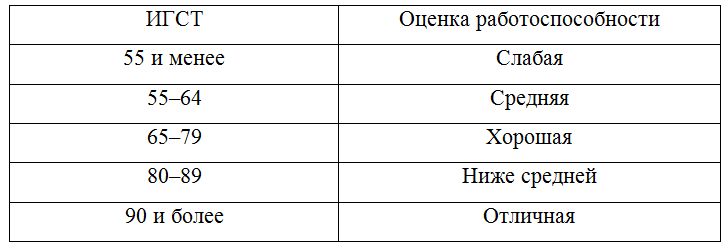 ИГСТ Оценка работоспособности
55 и менее Слабая
55–64 Средняя
65–79 Хорошая
80–89 Ниже средней
90 и более Отличная